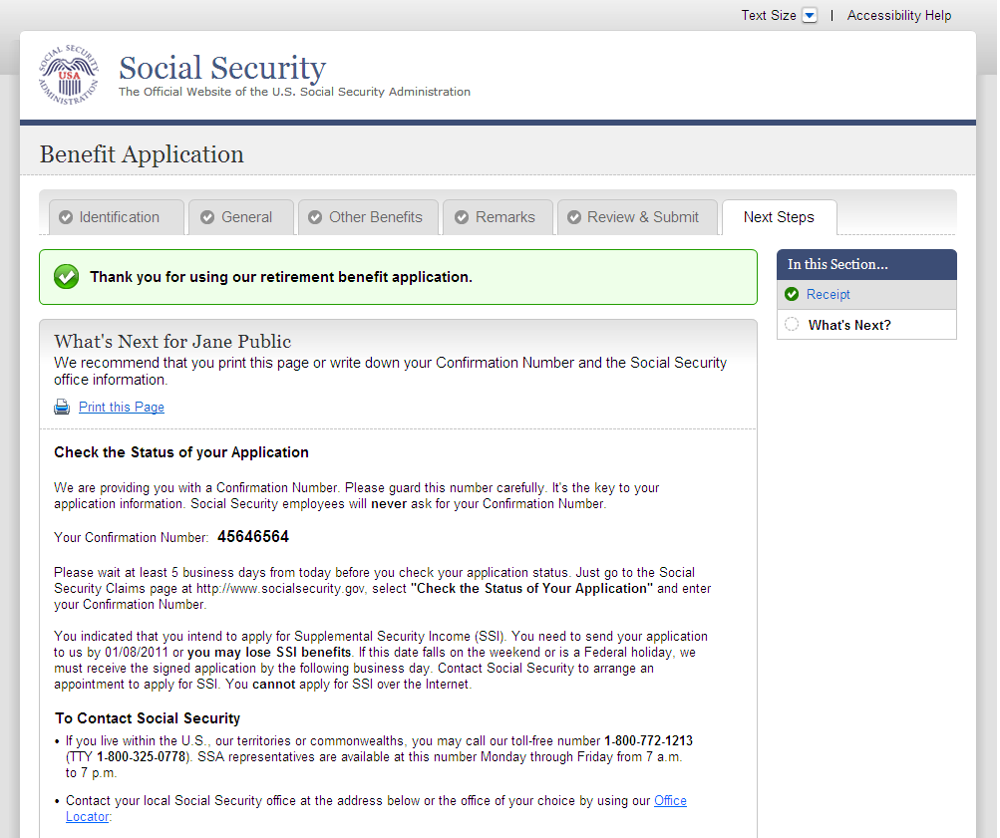 Text Size | Accessibility Help
SOCIAL SECURITY ADMINISTRATION
USA
Social Security
The Official Website of the U.S. Social Security Administration
Benefit Application
Identification General Other Benefits Remarks Review & Submit Next Steps
Thank you for using our retirement benefit application.
In this Section...
Receipt
What's Next?
What's Next for Jane Public
We recommend that you print this page or write down your Confirmation Number and the Social Security
office information.
Print this Page
Check the Status of your Application
We are providing you with a Confirmation Number. Please guard this number carefully. It's the key to your
application information. Social Security employees will never ask for your Confirmation Number.
Your Confirmation Number: 45646564
Please wait at least 5 business days from today before you check your application status. Just go to the Social
Security Claims page at http://www.socialsecurity.gov, select "Check the Status of Your Application" and enter
your Confirmation Number.
You indicated that you intend to apply for Supplemental Security Income (SSI). You need to send your application
to us by 01/08/2011 or you may lose SSI benefits. If this date falls on the weekend or is a Federal holiday, we
must receive the signed application by the following business day. Contact Social Security to arrange an
appointment to apply for SSI. You cannot apply for SSI over the Internet.
To Contact Social Security
• If you live within the U.S., our territories or commonwealths, you may call our toll-free number 1-800-772-1213
(TTY 1-800-325-0778). SSA representatives are available at this number Monday through Friday from 7 a.m.
to 7 p.m.
• Contact your local Social Security office at the address below or the office of your choice by using our Office
Locator: